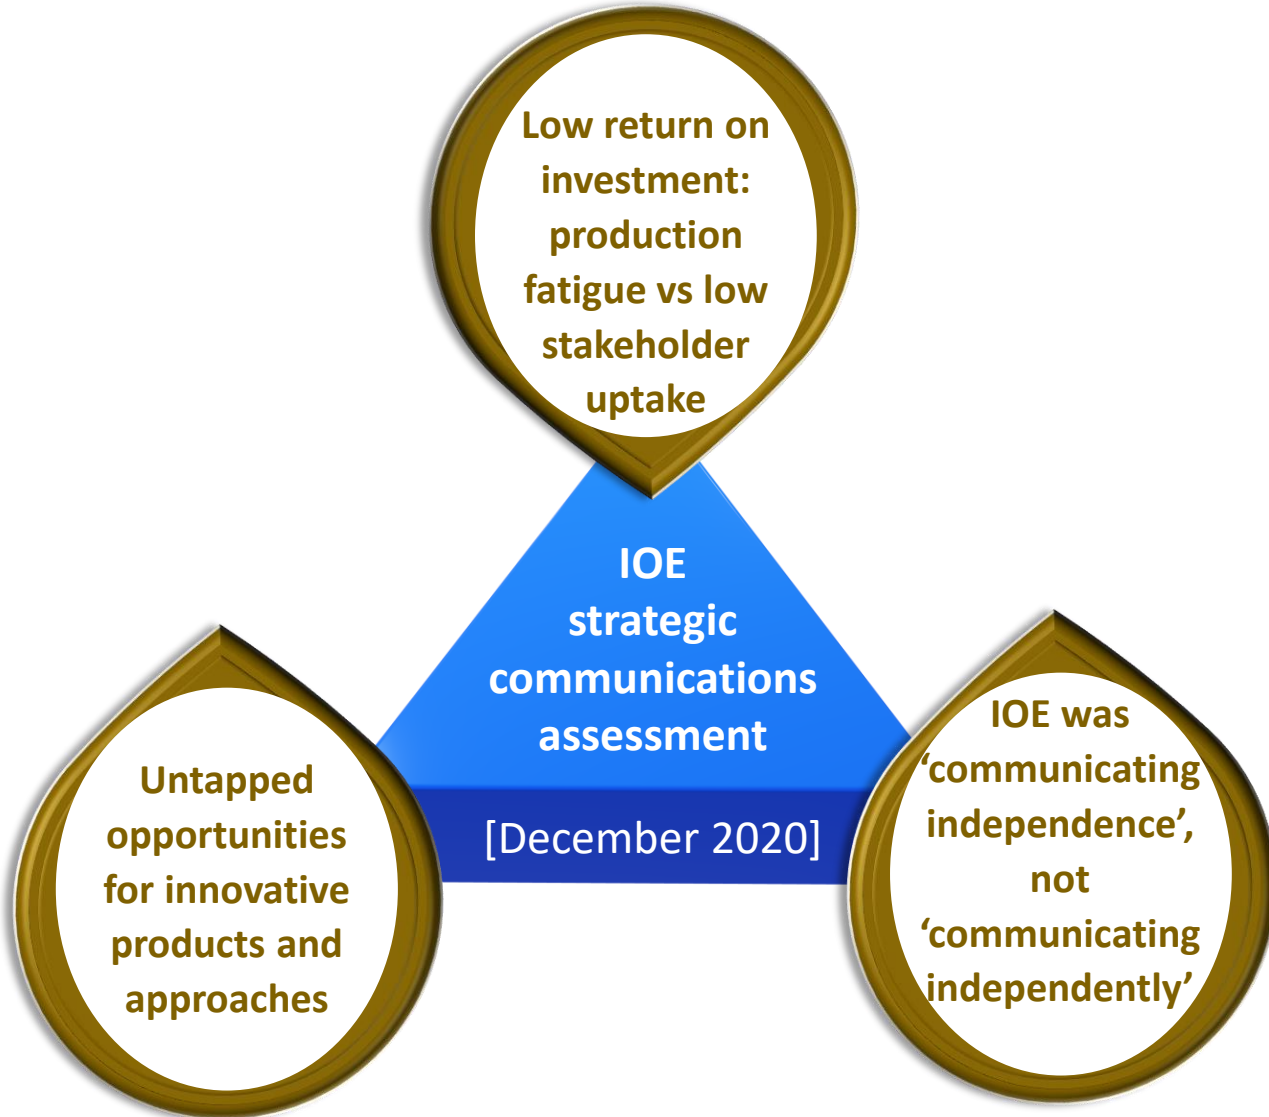 Low return on
investment:
production
fatigue vs low
stakeholder
uptake
IOE
strategic
communications
assessment
[December 2020]
Untapped
opportunities
for innovative
products and
approaches
IOE was
‘communicating
independence’,
not
‘communicating
independently’